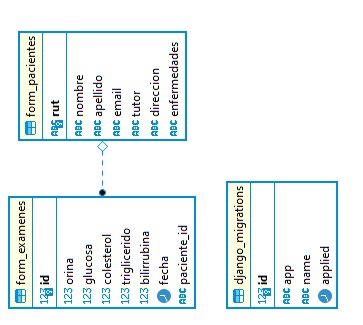 form_examenes
123 id
123 orina
123 glucosa
123 colesterol
123 triglicerido
123 bilirrubina
fecha
ABC paciente_id
form_pacientes
ABC rut
ABC nombre
ABC apellido
ABC email
ABC tutor
ABC direccion
ABC enfermedades
django_migrations
123 id
ABC app
ABC name
applied